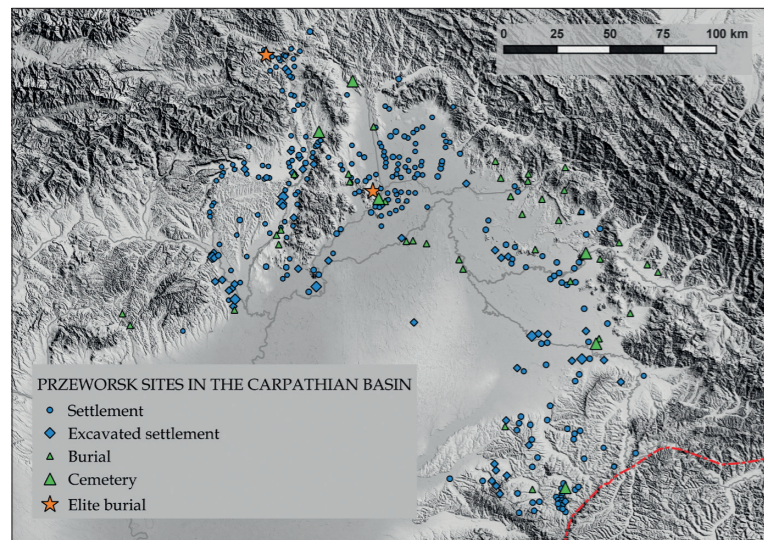 0 25 50 75 100 km
PRZEWORSK SITES IN THE CARPATHIAN BASIN
Settlement
Excavated settlement
Burial
Cemetery
Elite burial